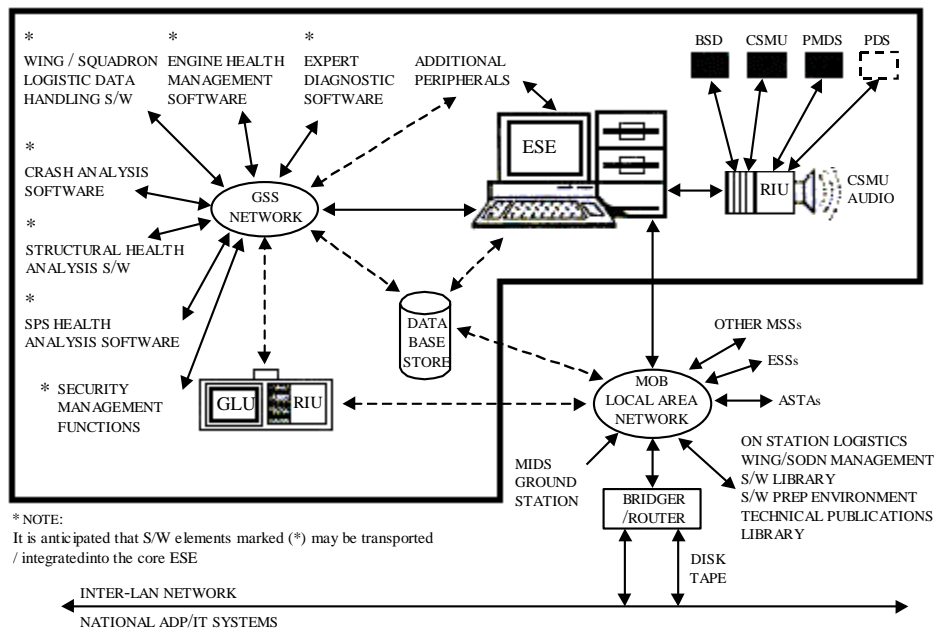 *
WING / SQUADRON
LOGISTIC DATA
HANDLING S/W
*
ENGINE HEALTH
MANAGEMENT
SOFTWARE
*
EXPERT
DIAGNOSTIC
SOFTWARE
ADDITIONAL
PERIPHERALS
BSD
CSMU
PMDS
PDS
ESE
RIU
CSMU
AUDIO
*
CRASH ANALYSIS
SOFTWARE
GSS
NETWORK
*
STRUCTURAL HEALTH
ANALYSIS S/W
*
SPS HEALTH
ANALYSIS SOFTWARE
DATA
BASE
STORE
* SECURITY
MANAGEMENT
FUNCTIONS
GLU
RIU
MOB
LOCAL AREA
NETWORK
OTHER MSSs
ESSs
ASTAs
MIDS
GROUND
STATION
ON STATION LOGISTICS
WING/SODN MANAGEMENT
S/W LIBRARY
S/W PREP ENVIRONMENT
TECHNICAL PUBLICATIONS
LIBRARY
BRIDGER
/ROUTER
DISK
TAPE
* NOTE:
It is anticipated that S/W elements marked (*) may be transported
/ integratedinto the core ESE
INTER-LAN NETWORK
NATIONAL ADP/IT SYSTEMS